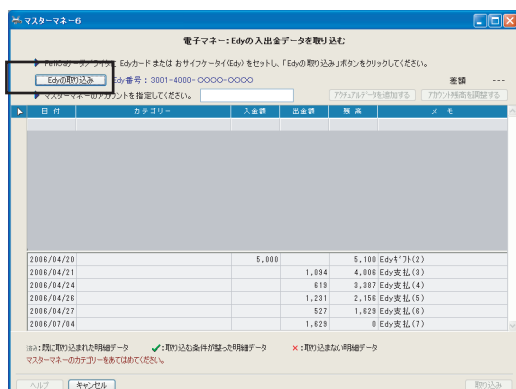 マスターマネー6
電子マネー:Edyの入出金データを取り込む
Edyカードまたはおサイフケータイ(Edy)をセットし、「Edyの取り込み」ボタンをクリックしてください。
Edyの取り込み Edy番号:3001-4000-○○○○-○○○○ 差額 ---
マスターマネーのアカウントを指定してください。 アクチュアルデータを追加する アカウント残高を調整する
日付 カテゴリー 入金額 出金額 残高 メモ
2006/04/20 5,000 5,100 Edyギフト(2)
2006/04/21 1,094 4,006 Edy支払(3)
2006/04/24 619 3,387 Edy支払(4)
2006/04/26 1,231 2,156 Edy支払(5)
2006/04/27 527 1,629 Edy支払(6)
2006/07/04 1,629 0 Edy支払(7)
済み:既に取り込まれた明細データ ✓:取り込む条件が整った明細データ ×:取り込まない明細データ
マスターマネーのカテゴリーをあてはめてください。
ヘルプ キャンセル 取り込み